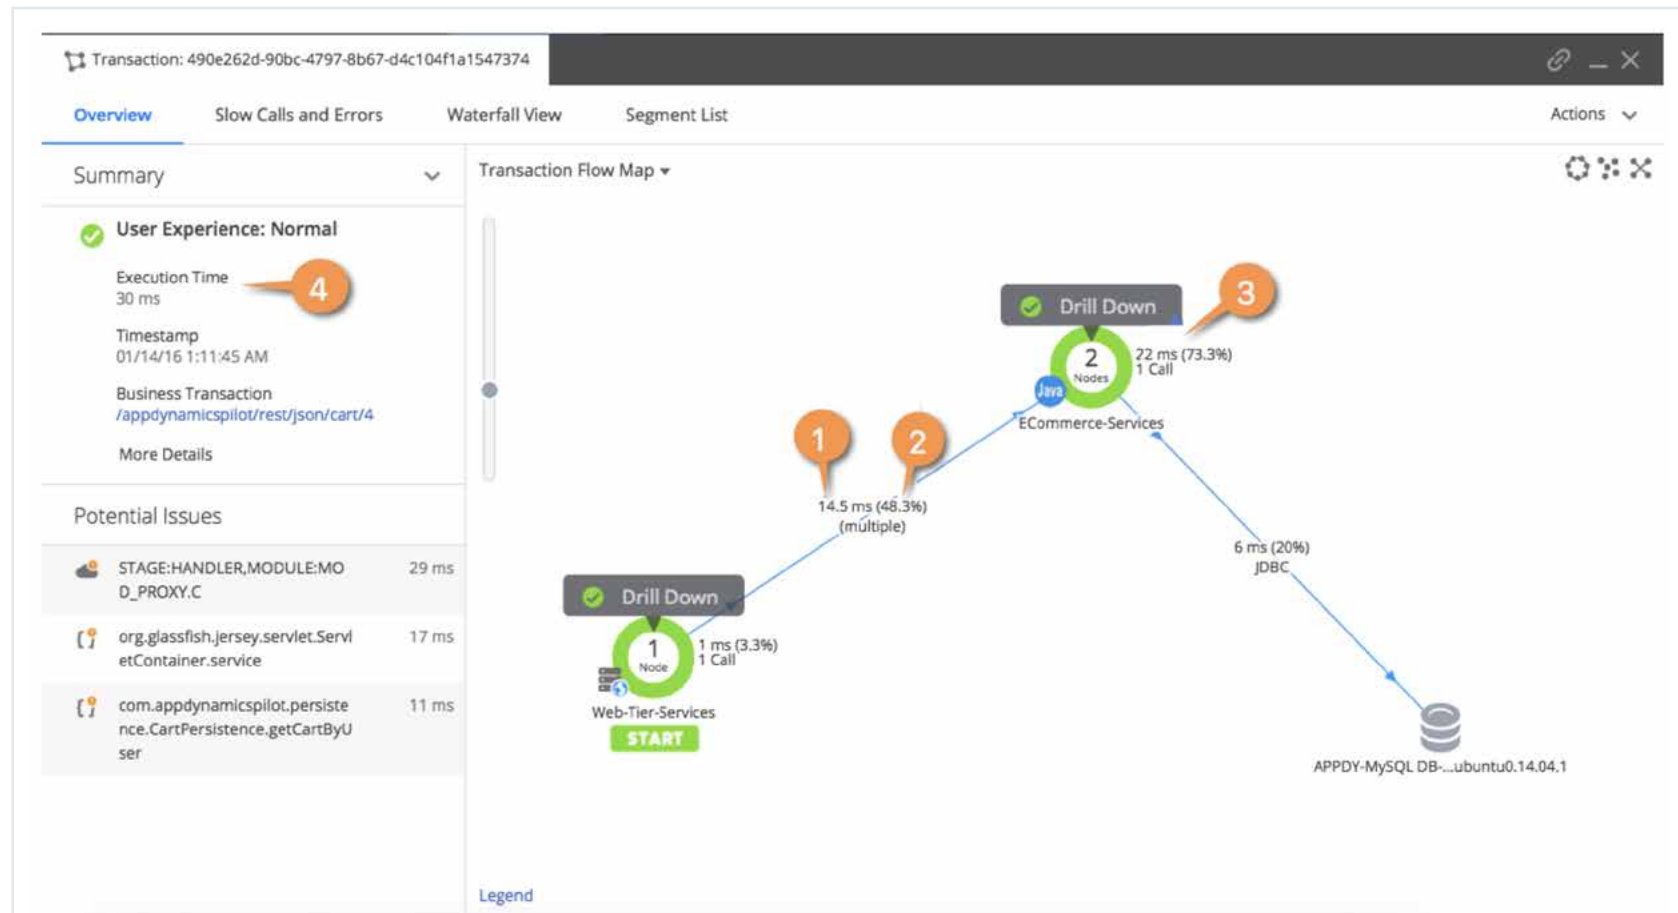 Transaction: 490e262d-90bc-4797-8b67-d4c104f1a1547374
Overview
Slow Calls and Errors
Waterfall View
Segment List
Actions
Summary
User Experience: Normal
Execution Time
30 ms
4
Timestamp
01/14/16 1:11:45 AM
Business Transaction
/appdynamicspilot/rest/json/cart/4
More Details
Potential Issues
STAGE:HANDLER,MODULE:MO
D_PROXY.C
29 ms
org.glassfish.jersey.servlet.Servl
etContainer.service
17 ms
com.appdynamicspilot.persiste
nce.CartPersistence.getCartByU
ser
11 ms
Transaction Flow Map
3
Drill Down
2
Nodes
Java
22 ms (73.3%)
1 Call
ECommerce-Services
1
2
14.5 ms (48.3%)
(multiple)
6 ms (20%)
JDBC
Drill Down
1
Node
1 ms (3.3%)
1 Call
Web-Tier-Services
START
APPDY-MySQL DB-...ubuntu0.14.04.1
Legend